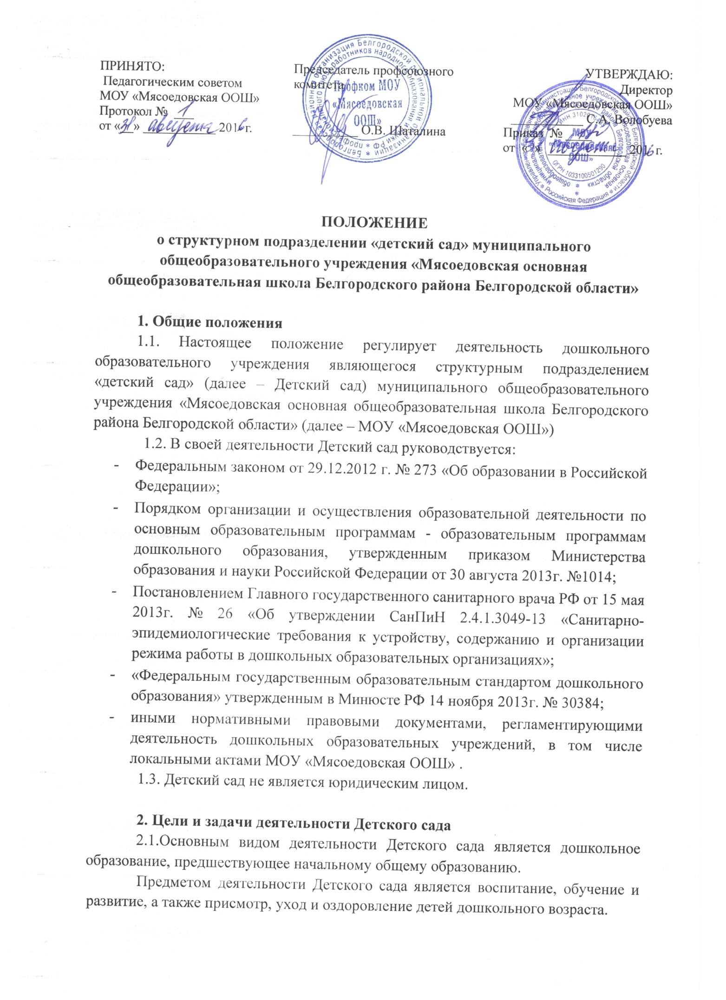 ПРИНЯТО:
Педагогическим советом
МОУ «Мясоедовская ООШ»
Протокол № 1
от «31» августа 2016 г.
Председатель профсоюзного
комитета
О.В. Шаталина
Профком МОУ
«Мясоедовская
ООШ»
УТВЕРЖДАЮ:
Директор
МОУ «Мясоедовская ООШ»
С.А. Волобуева
Приказ №
от « » 2016 г.
МОУ
«Мясоедовская
ООШ»
ОГРН 1033100501290
Российская Федерация
ПОЛОЖЕНИЕ
о структурном подразделении «детский сад» муниципального
общеобразовательного учреждения «Мясоедовская основная
общеобразовательная школа Белгородского района Белгородской области»
1. Общие положения
1.1. Настоящее положение регулирует деятельность дошкольного
образовательного учреждения являющегося структурным подразделением
«детский сад» (далее – Детский сад) муниципального общеобразовательного
учреждения «Мясоедовская основная общеобразовательная школа Белгородского
района Белгородской области» (далее – МОУ «Мясоедовская ООШ»)
1.2. В своей деятельности Детский сад руководствуется:
- Федеральным законом от 29.12.2012 г. № 273 «Об образовании в Российской
Федерации»;
- Порядком организации и осуществления образовательной деятельности по
основным образовательным программам - образовательным программам
дошкольного образования, утвержденным приказом Министерства
образования и науки Российской Федерации от 30 августа 2013г. №1014;
- Постановлением Главного государственного санитарного врача РФ от 15 мая
2013г. № 26 «Об утверждении СанПиН 2.4.1.3049-13 «Санитарно-
эпидемиологические требования к устройству, содержанию и организации
режима работы в дошкольных образовательных организациях»;
- «Федеральным государственным образовательным стандартом дошкольного
образования» утвержденным в Минюсте РФ 14 ноября 2013г. № 30384;
- иными нормативными правовыми документами, регламентирующими
деятельность дошкольных образовательных учреждений, в том числе
локальными актами МОУ «Мясоедовская ООШ» .
1.3. Детский сад не является юридическим лицом.
2. Цели и задачи деятельности Детского сада
2.1.Основным видом деятельности Детского сада является дошкольное
образование, предшествующее начальному общему образованию.
Предметом деятельности Детского сада является воспитание, обучение и
развитие, а также присмотр, уход и оздоровление детей дошкольного возраста.